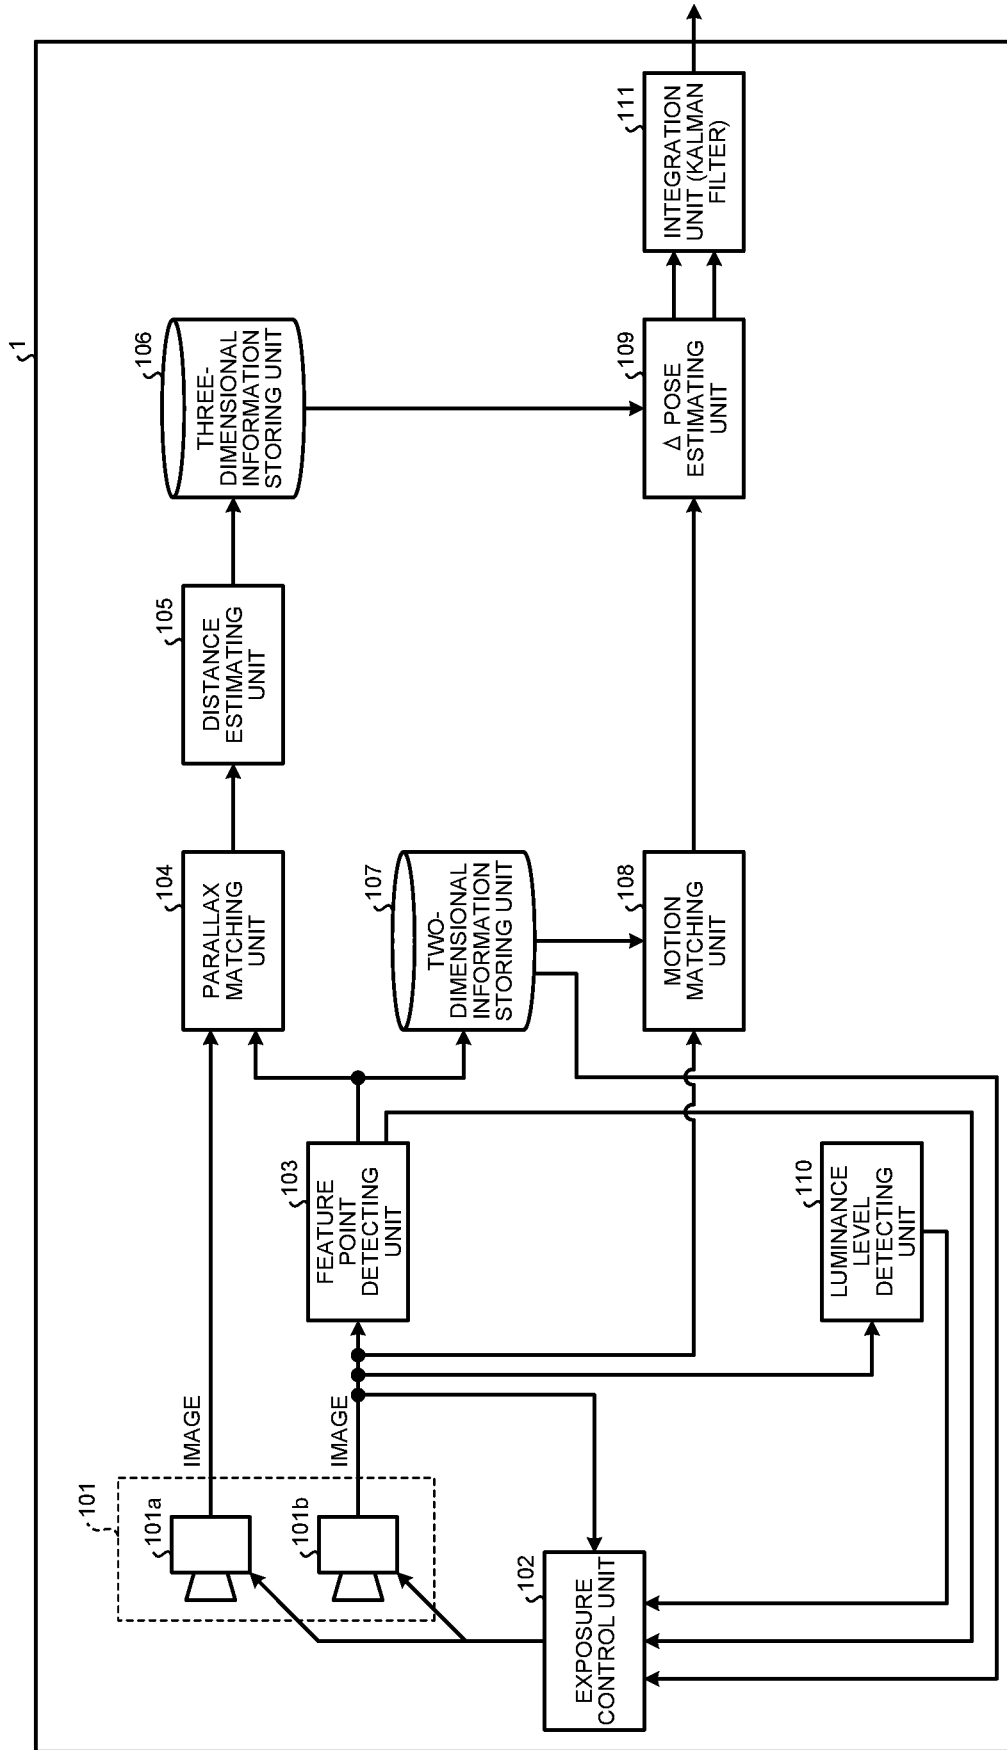 1
101
101a
IMAGE
101b
IMAGE
102
EXPOSURE
CONTROL UNIT
103
FEATURE
POINT
DETECTING
UNIT
104
PARALLAX
MATCHING
UNIT
105
DISTANCE
ESTIMATING
UNIT
106
THREE-
DIMENSIONAL
INFORMATION
STORING UNIT
107
TWO-
DIMENSIONAL
INFORMATION
STORING UNIT
108
MOTION
MATCHING
UNIT
109
Δ POSE
ESTIMATING
UNIT
110
LUMINANCE
LEVEL
DETECTING
UNIT
111
INTEGRATION
UNIT (KALMAN
FILTER)